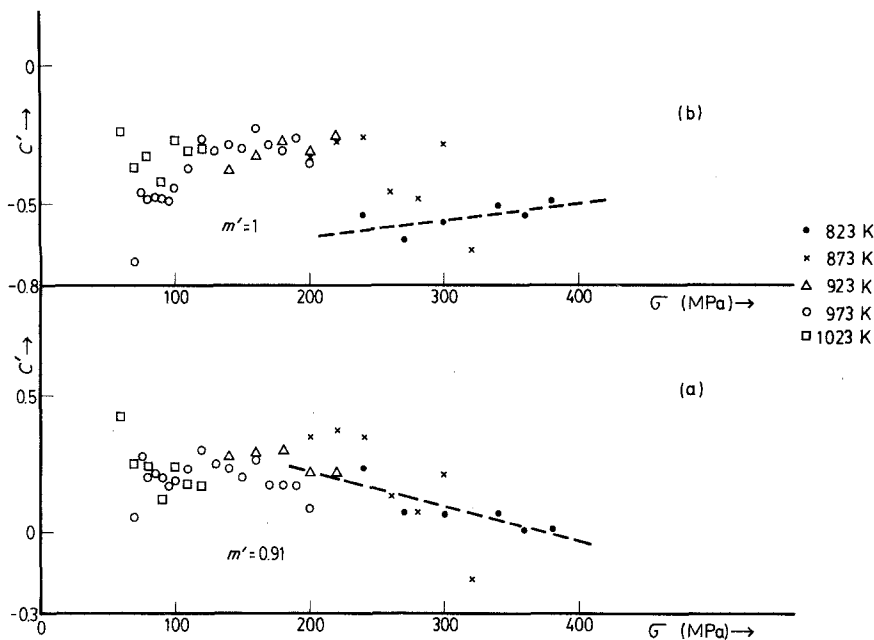 0
(b)
C' →
-0.5
m'=1
-0.8
100
200
300
400
σ (MPa)→
• 823 K
× 873 K
△ 923 K
○ 973 K
□ 1023 K
C' →
0.5
(a)
0
m'=0.91
-0.3
0
100
200
300
400
σ (MPa)→